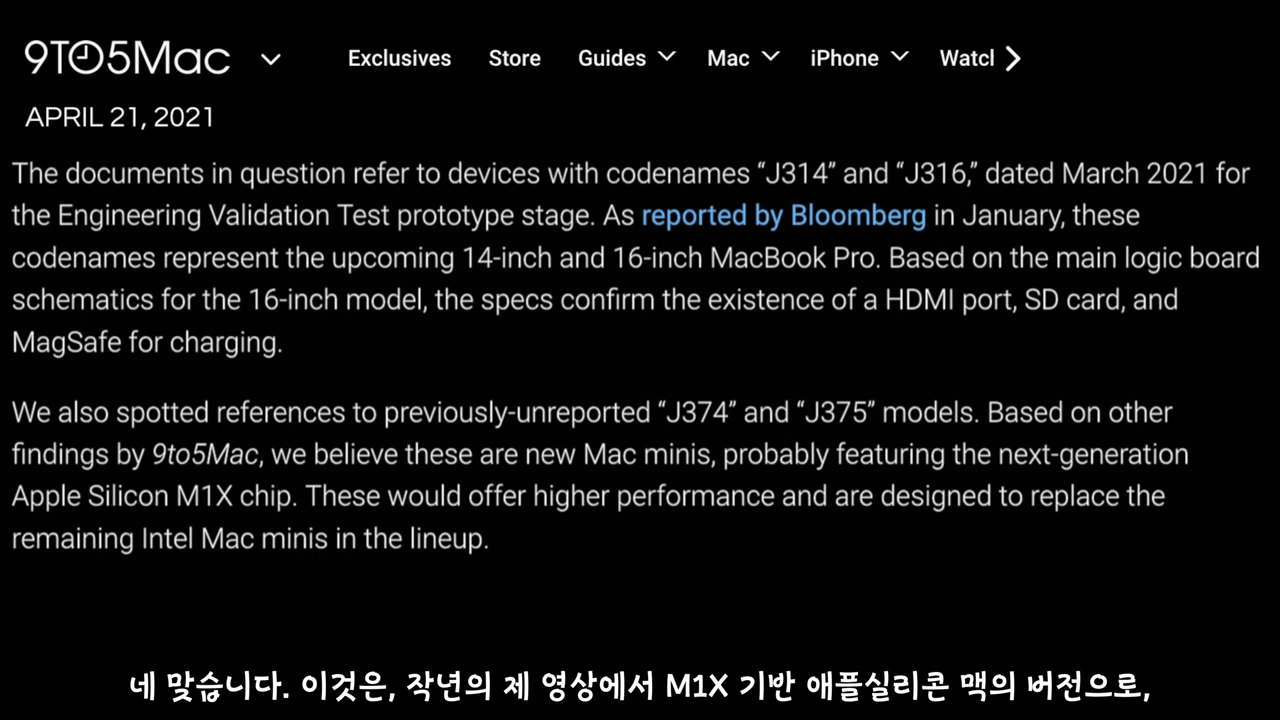 9TO5Mac Exclusives Store Guides Mac iPhone Watcl
APRIL 21, 2021
The documents in question refer to devices with codenames “J314” and “J316,” dated March 2021 for
the Engineering Validation Test prototype stage. As reported by Bloomberg in January, these
codenames represent the upcoming 14-inch and 16-inch MacBook Pro. Based on the main logic board
schematics for the 16-inch model, the specs confirm the existence of a HDMI port, SD card, and
MagSafe for charging.
We also spotted references to previously-unreported “J374” and “J375” models. Based on other
findings by 9to5Mac, we believe these are new Mac minis, probably featuring the next-generation
Apple Silicon M1X chip. These would offer higher performance and are designed to replace the
remaining Intel Mac minis in the lineup.
네 맞습니다. 이것은, 작년의 제 영상에서 M1X 기반 애플실리콘 맥의 버전으로,